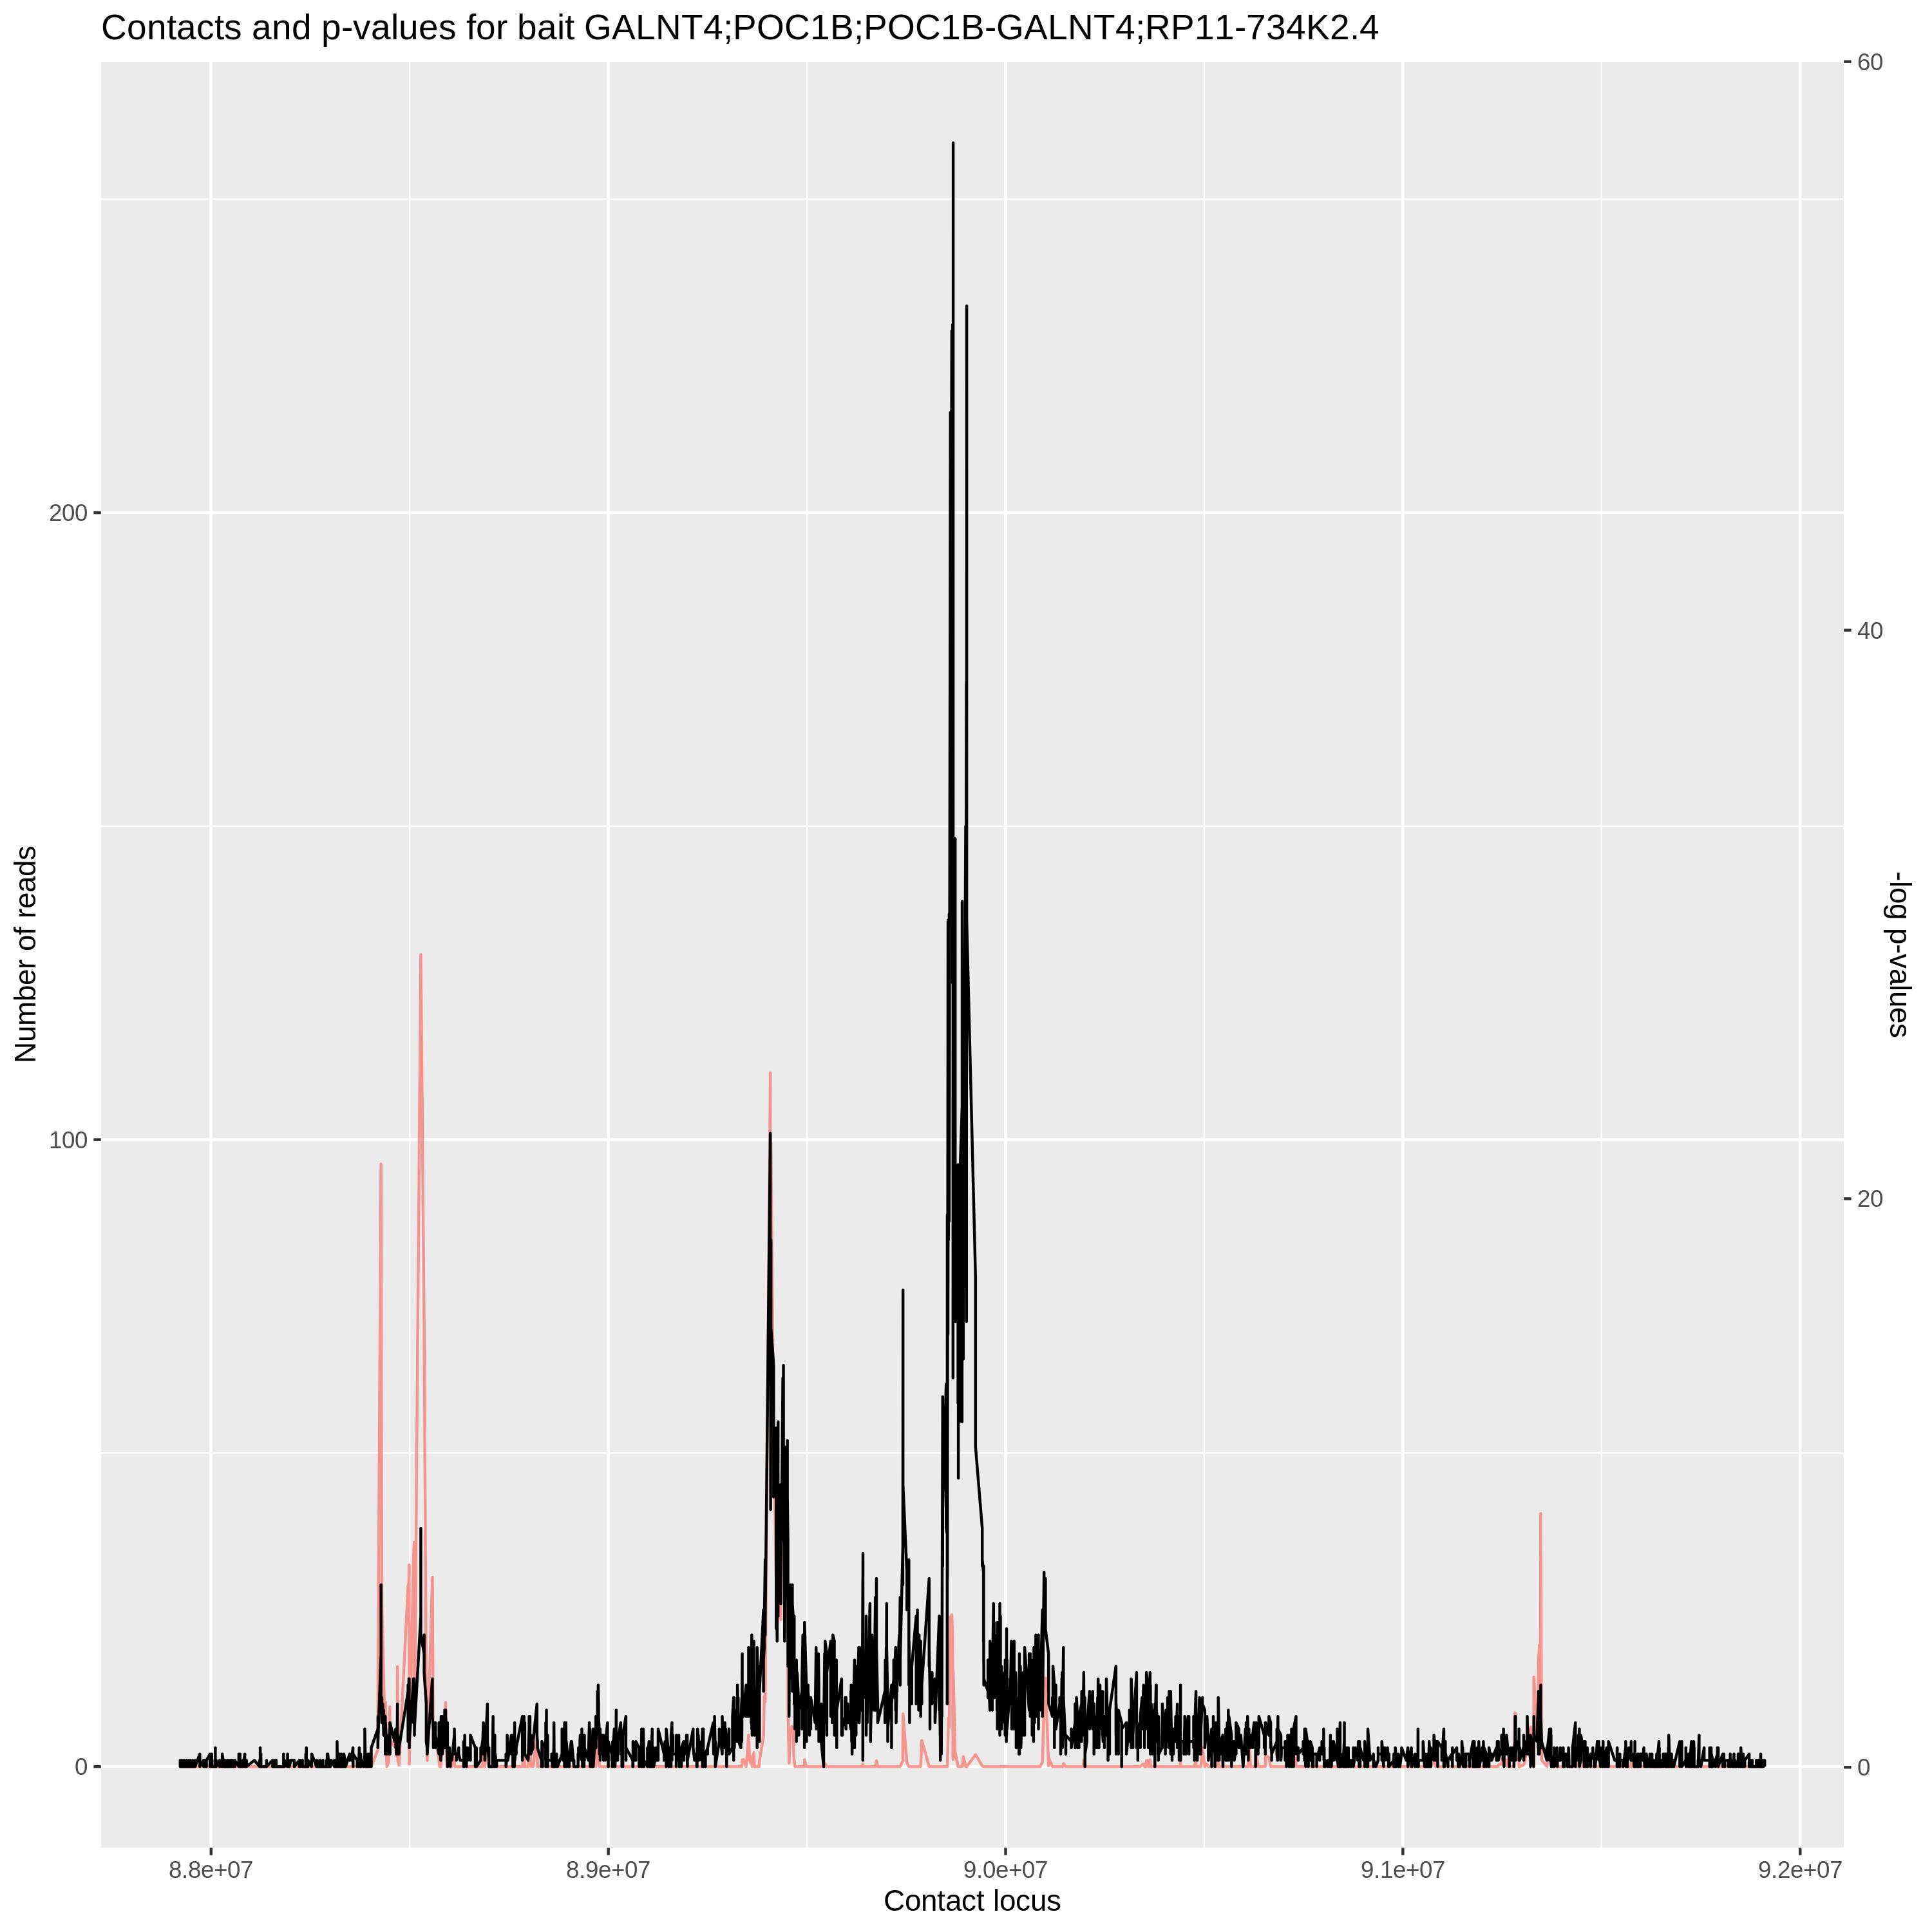 Contacts and p-values for bait GALNT4;POC1B;POC1B-GALNT4;RP11-734K2.4
60
200
40
Number of reads
-log p-values
100
20
0
0
8.8e+07
8.9e+07
9.0e+07
9.1e+07
9.2e+07
Contact locus